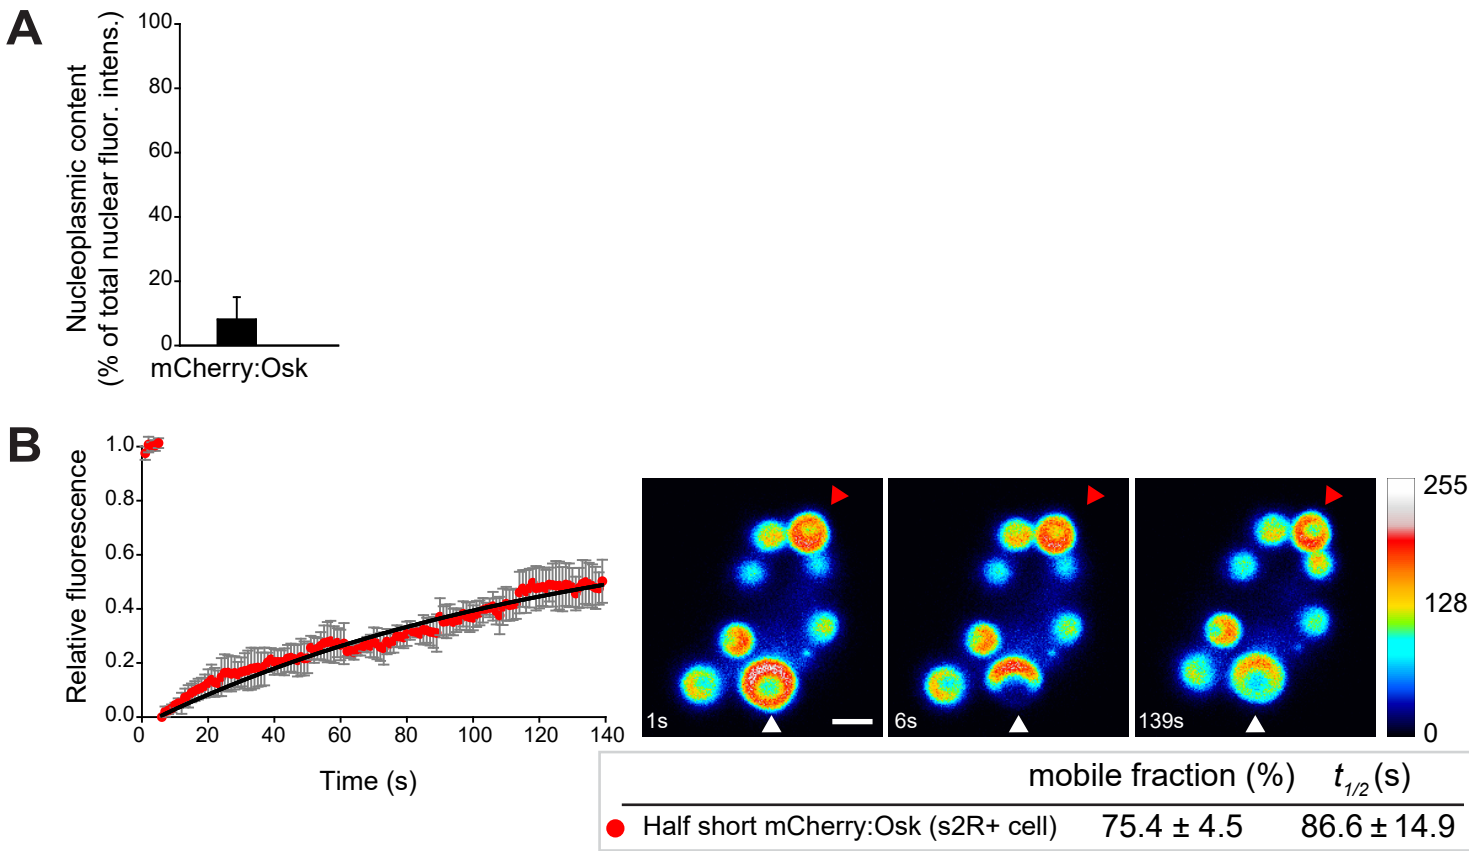 A
Nucleoplasmic content
(% of total nuclear fluor. intens.)
100
80
60
40
20
0
mCherry:Osk
B
Relative fluorescence
1.0
0.8
0.6
0.4
0.2
0.0
0 20 40 60 80 100 120 140
Time (s)
1s
6s
139s
255
128
0
mobile fraction (%) t1/2 (s)
Half short mCherry:Osk (s2R+ cell) 75.4 ± 4.5 86.6 ± 14.9